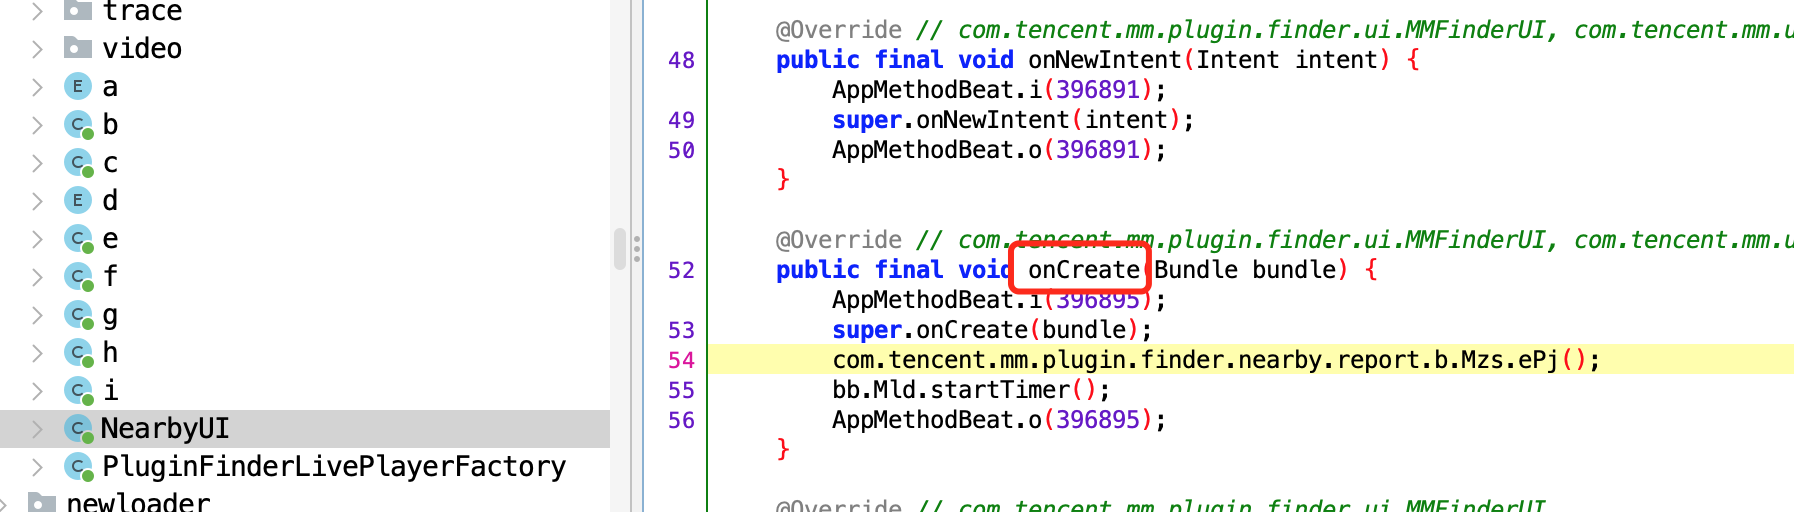 trace
video
E a
C b
C c
E d
C e
C f
C g
C h
C i
C NearbyUI
C PluginFinderLivePlayerFactory
newloader
@Override // com.tencent.mm.plugin.finder.ui.MMFinderUI, com.tencent.mm.u
48 public final void onNewIntent(Intent intent) {
AppMethodBeat.i(396891);
49 super.onNewIntent(intent);
50 AppMethodBeat.o(396891);
}
@Override // com.tencent.mm.plugin.finder.ui.MMFinderUI, com.tencent.mm.u
52 public final void onCreate(Bundle bundle) {
AppMethodBeat.i(396895);
53 super.onCreate(bundle);
54 com.tencent.mm.plugin.finder.nearby.report.b.Mzs.ePj();
55 bb.Mld.startTimer();
56 AppMethodBeat.o(396895);
}
@Override // com.tencent.mm.plugin.finder.ui.MMFinderUI